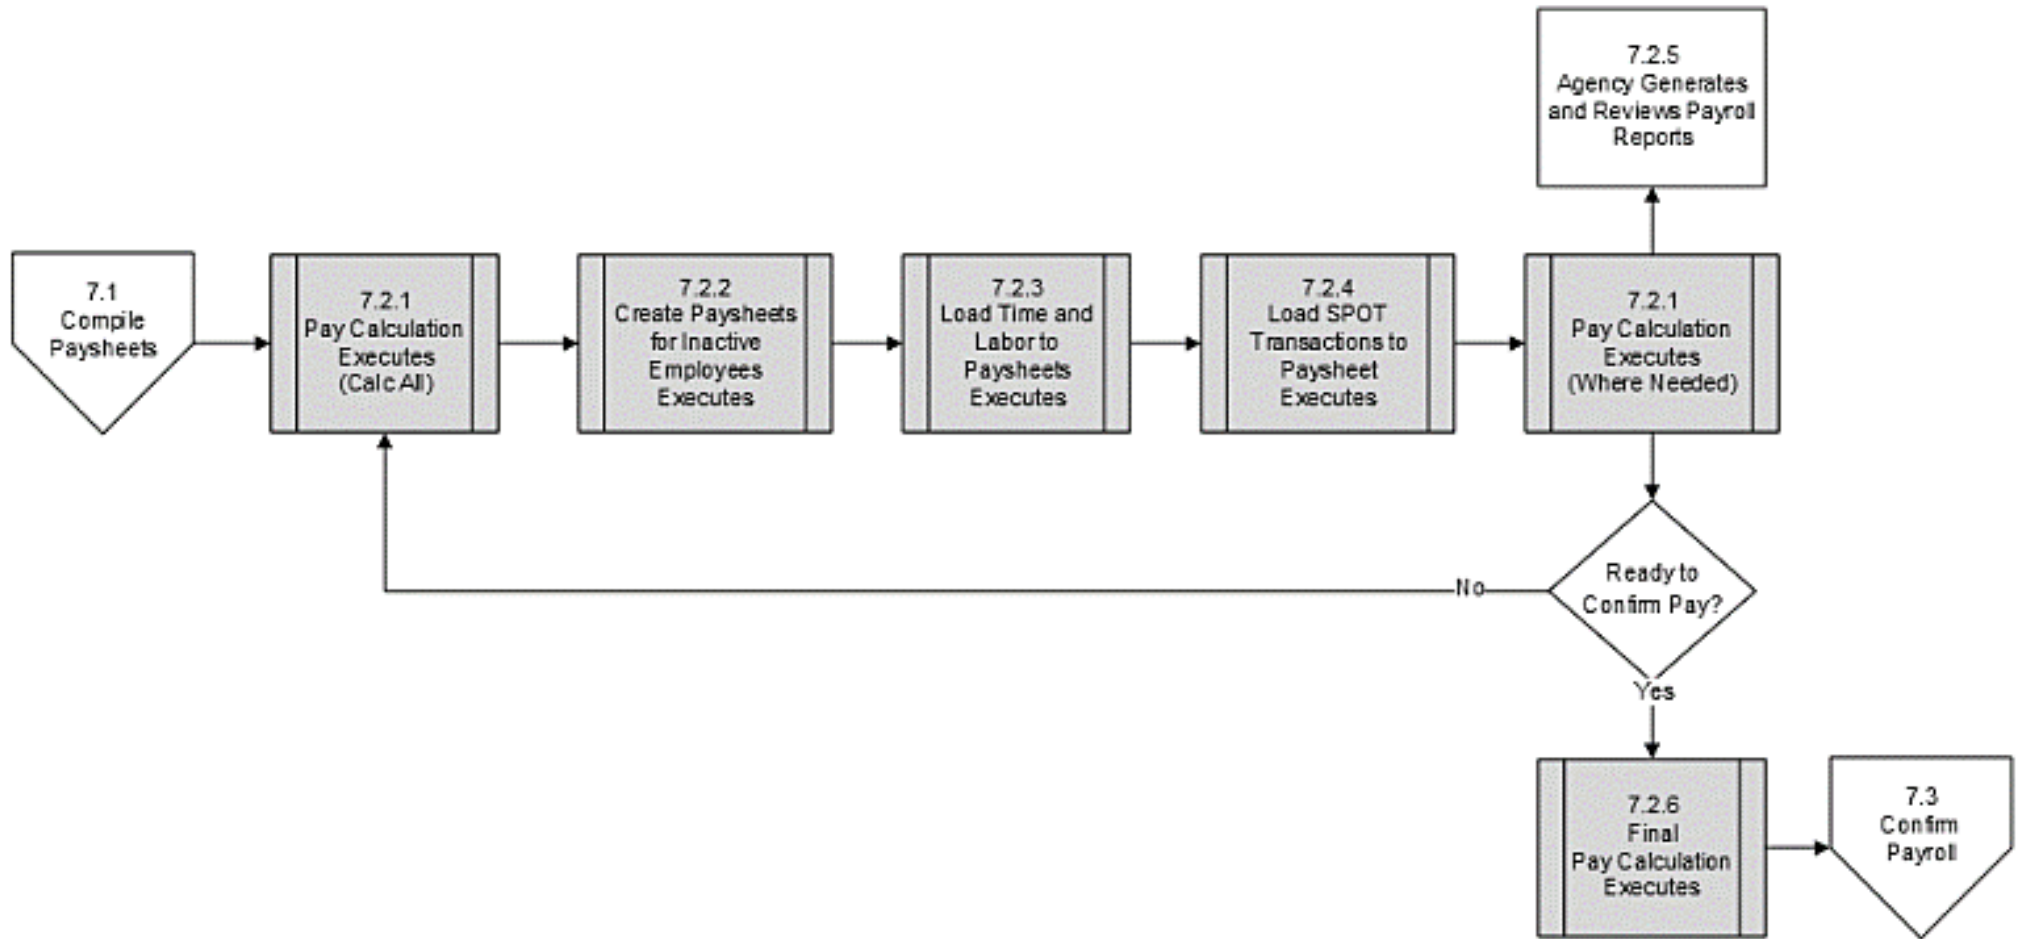 7.2.5
Agency Generates
and Reviews Payroll
Reports
7.1
Compile
Paysheets
7.2.1
Pay Calculation
Executes
(Calc All)
7.2.2
Create Paysheets
for Inactive
Employees
Executes
7.2.3
Load Time and
Labor to
Paysheets
Executes
7.2.4
Load SPOT
Transactions to
Paysheet
Executes
7.2.1
Pay Calculation
Executes
(Where Needed)
Ready to
Confirm Pay?
No
Yes
7.2.6
Final
Pay Calculation
Executes
7.3
Confirm
Payroll